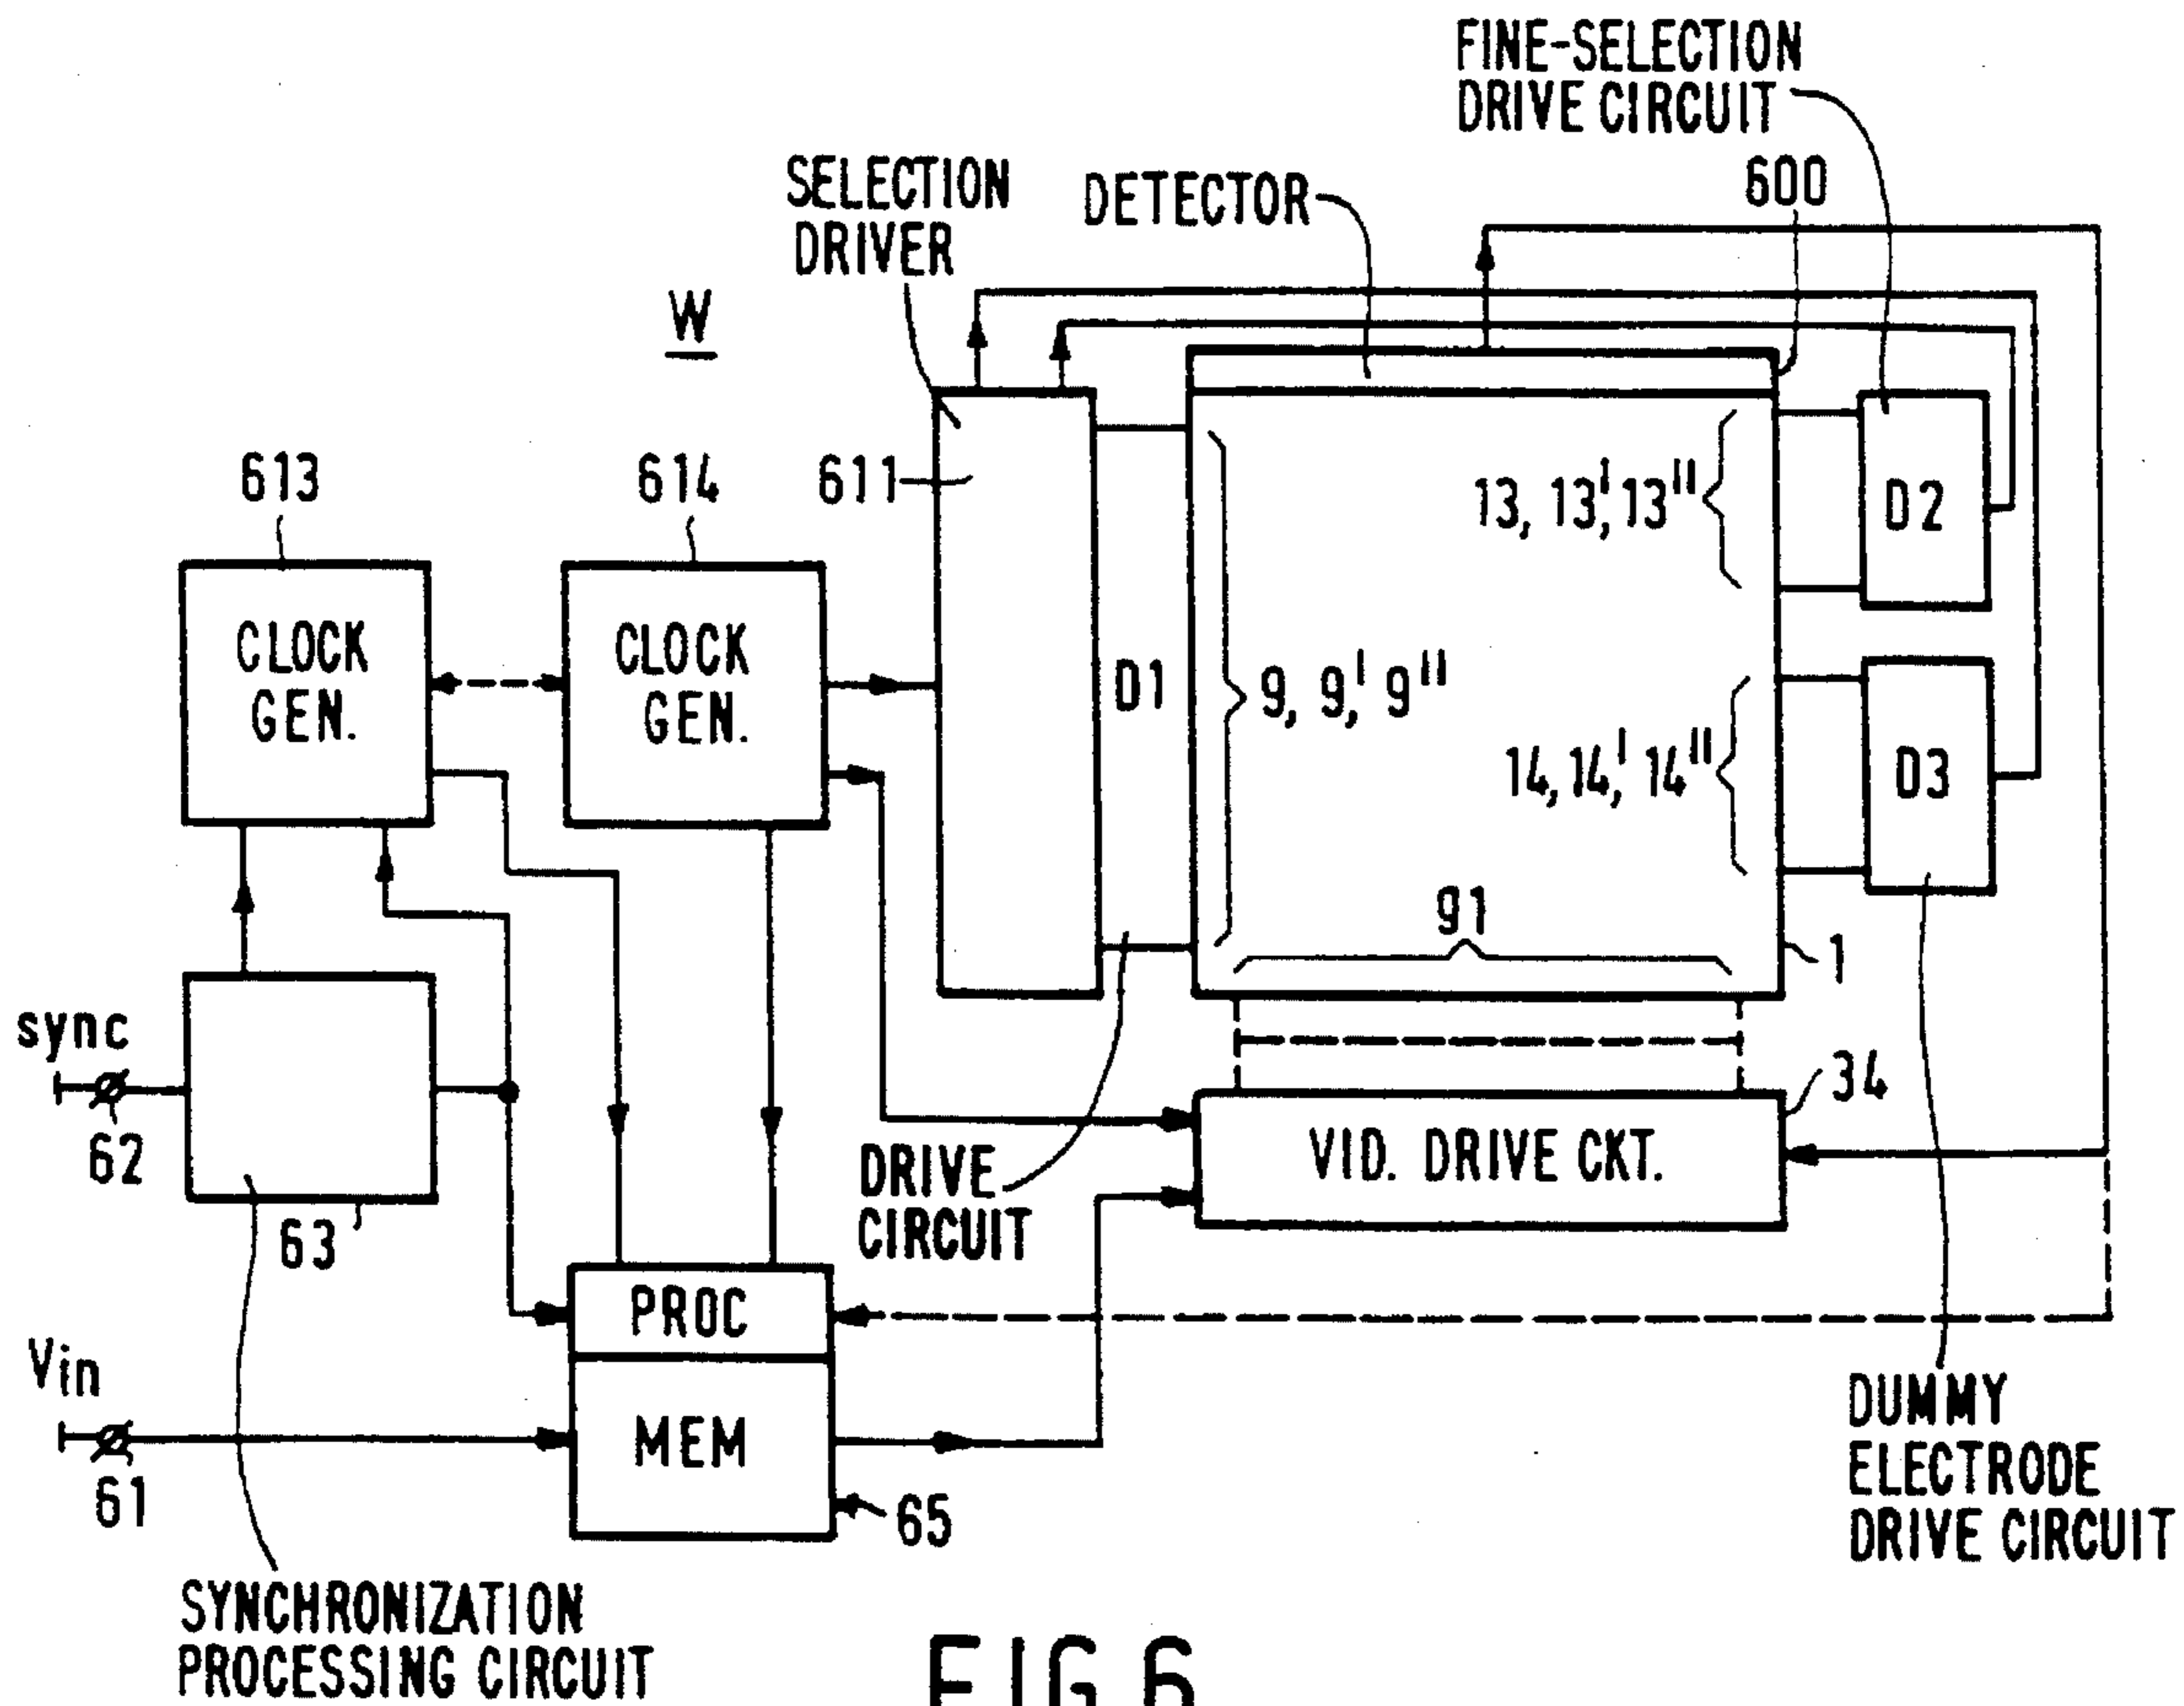 FINE-SELECTION
DRIVE CIRCUIT
SELECTION
DRIVER
DETECTOR
600
W
613
614
611
13, 13', 13"
D2
CLOCK
GEN.
CLOCK
GEN.
D1
9, 9', 9"
14, 14', 14"
D3
91
1
sync
62
63
34
DRIVE
CIRCUIT
VID. DRIVE CKT.
PROC
Vin
61
MEM
65
DUMMY
ELECTRODE
DRIVE CIRCUIT
SYNCHRONIZATION
PROCESSING CIRCUIT
FIG.6